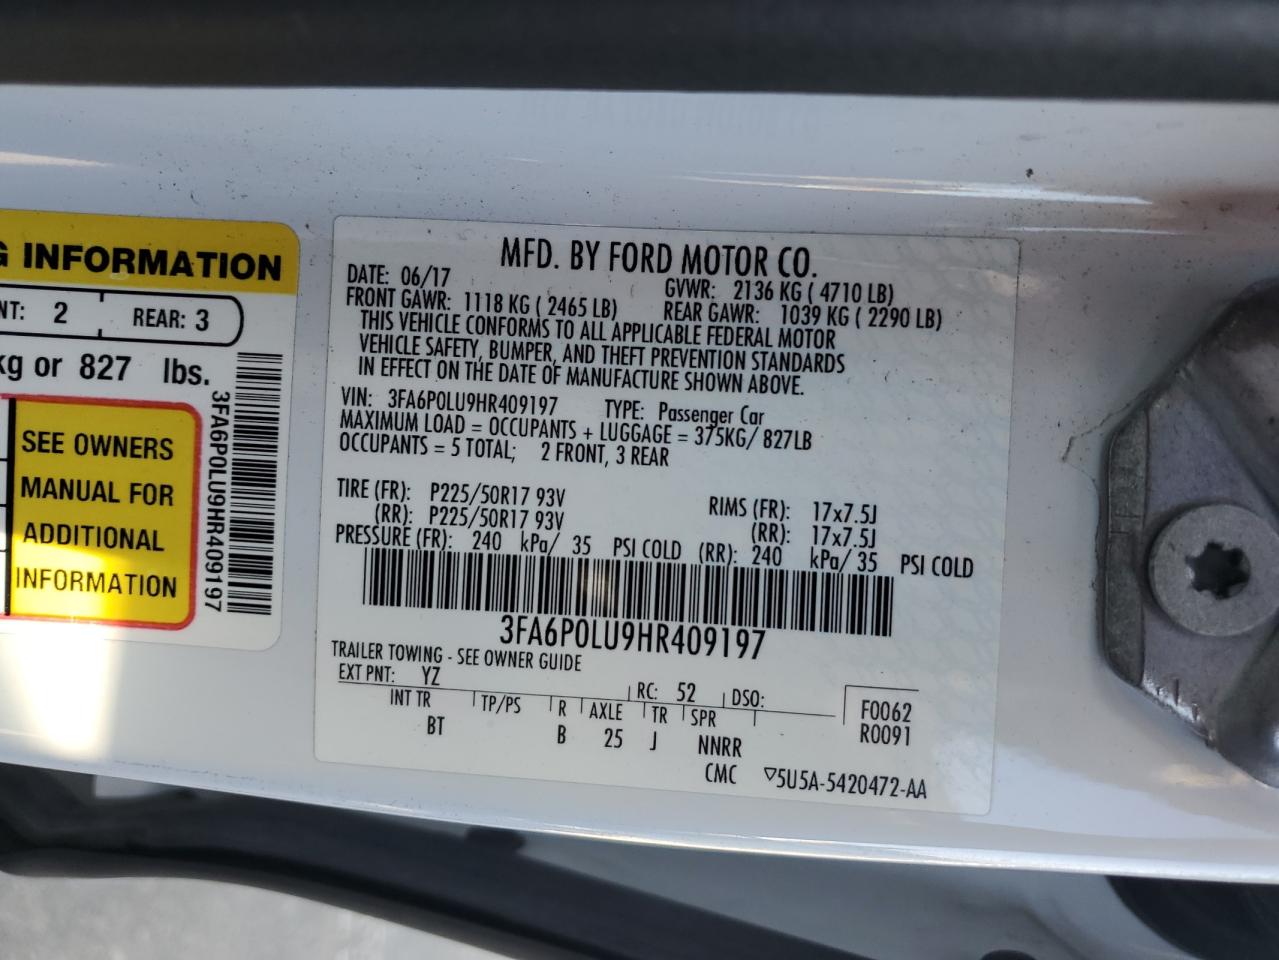 G INFORMATION
NT: 2 REAR: 3
kg or 827 lbs.
SEE OWNERS
MANUAL FOR
ADDITIONAL
INFORMATION
3FA6P0LU9HR409197
MFD. BY FORD MOTOR CO.
DATE: 06/17 GVWR: 2136 KG ( 4710 LB)
FRONT GAWR: 1118 KG ( 2465 LB) REAR GAWR: 1039 KG ( 2290 LB)
THIS VEHICLE CONFORMS TO ALL APPLICABLE FEDERAL MOTOR
VEHICLE SAFETY, BUMPER, AND THEFT PREVENTION STANDARDS
IN EFFECT ON THE DATE OF MANUFACTURE SHOWN ABOVE.
VIN: 3FA6P0LU9HR409197 TYPE: Passenger Car
MAXIMUM LOAD = OCCUPANTS + LUGGAGE = 375KG/ 827LB
OCCUPANTS = 5 TOTAL; 2 FRONT, 3 REAR
TIRE (FR): P225/50R17 93V RIMS (FR): 17x7.5J
(RR): P225/50R17 93V (RR): 17x7.5J
PRESSURE (FR): 240 kPa/ 35 PSI COLD (RR): 240 kPa/ 35 PSI COLD
3FA6P0LU9HR409197
TRAILER TOWING - SEE OWNER GUIDE
EXT PNT: YZ RC: 52 DSO: F0062
INT TR TP/PS R AXLE TR SPR R0091
BT B 25 J NNRR
CMC ▽5U5A-5420472-AA